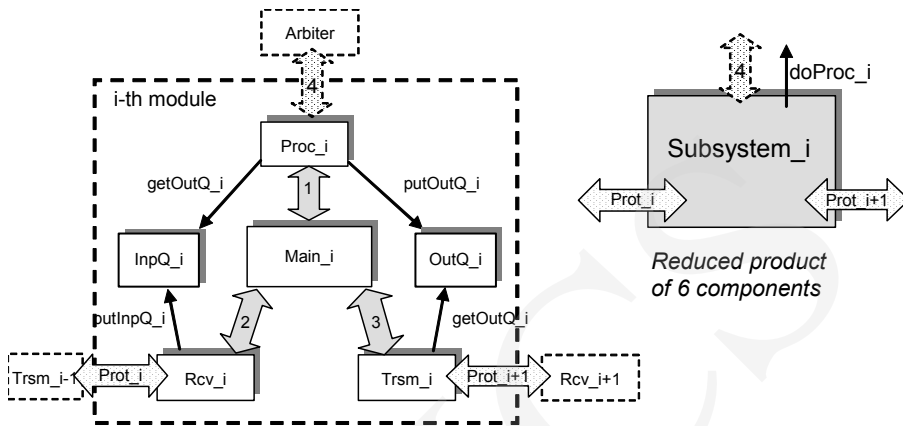 Arbiter
4
i-th module
Proc_i
getOutQ_i
putOutQ_i
1
InpQ_i
Main_i
OutQ_i
putInpQ_i
2
3
getOutQ_i
Trsm_i-1
Prot_i
Rcv_i
Trsm_i
Prot_i+1
Rcv_i+1
4
doProc_i
Subsystem_i
Prot_i
Prot_i+1
Reduced product
of 6 components